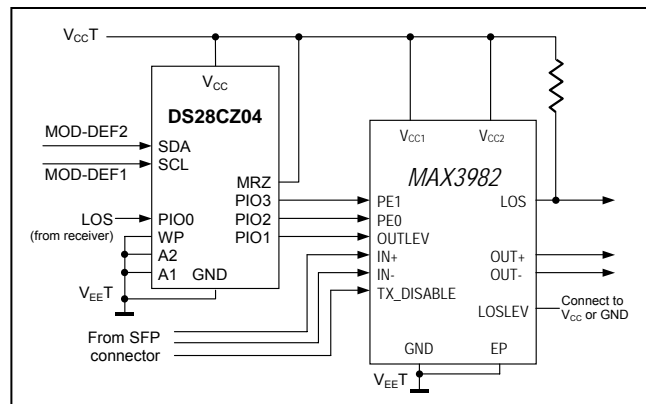 VCCT
VCC
DS28CZ04
MOD-DEF2
SDA
MOD-DEF1
SCL
MRZ
PIO3
LOS
(from receiver)
PIO0
PIO2
WP
PIO1
A2
A1
GND
VEET
VCC1
VCC2
MAX3982
PE1
LOS
PE0
OUTLEV
IN+
OUT+
IN-
OUT-
TX_DISABLE
LOSLEV
Connect to
VCC or GND
From SFP
connector
GND
EP
VEET